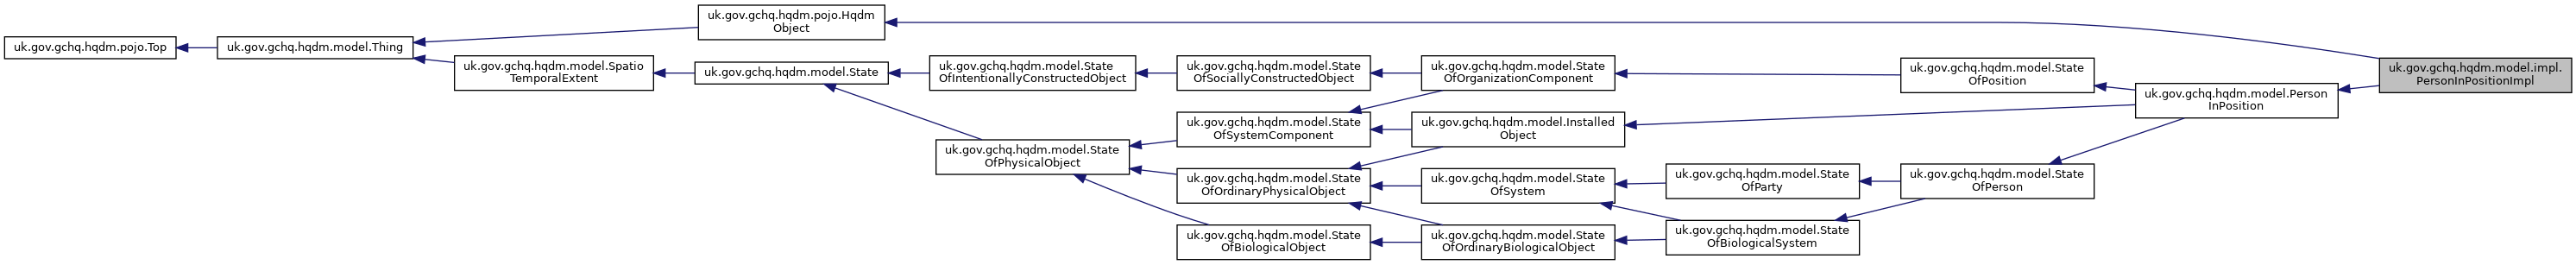 uk.gov.gchq.hqdm.pojo.Top
uk.gov.gchq.hqdm.model.Thing
uk.gov.gchq.hqdm.pojo.Hqdm
Object
uk.gov.gchq.hqdm.model.Spatio
TemporalExtent
uk.gov.gchq.hqdm.model.State
uk.gov.gchq.hqdm.model.State
OfIntentionallyConstructedObject
uk.gov.gchq.hqdm.model.State
OfSociallyConstructedObject
uk.gov.gchq.hqdm.model.State
OfOrganizationComponent
uk.gov.gchq.hqdm.model.State
OfPosition
uk.gov.gchq.hqdm.model.Person
InPosition
uk.gov.gchq.hqdm.model.impl.
PersonInPositionImpl
uk.gov.gchq.hqdm.model.State
OfPhysicalObject
uk.gov.gchq.hqdm.model.State
OfSystemComponent
uk.gov.gchq.hqdm.model.Installed
Object
uk.gov.gchq.hqdm.model.State
OfOrdinaryPhysicalObject
uk.gov.gchq.hqdm.model.State
OfSystem
uk.gov.gchq.hqdm.model.State
OfParty
uk.gov.gchq.hqdm.model.State
OfPerson
uk.gov.gchq.hqdm.model.State
OfBiologicalObject
uk.gov.gchq.hqdm.model.State
OfOrdinaryBiologicalObject
uk.gov.gchq.hqdm.model.State
OfBiologicalSystem